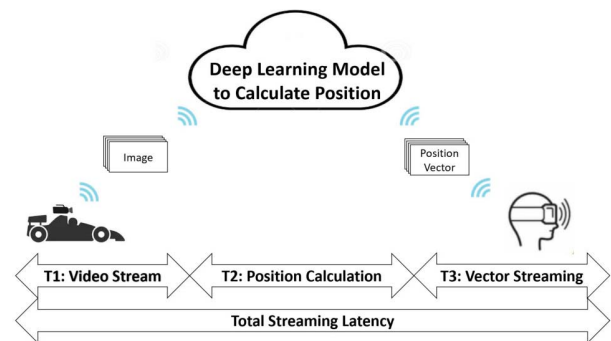 Deep Learning Model
to Calculate Position
Image
Position
Vector
T1: Video Stream
T2: Position Calculation
T3: Vector Streaming
Total Streaming Latency